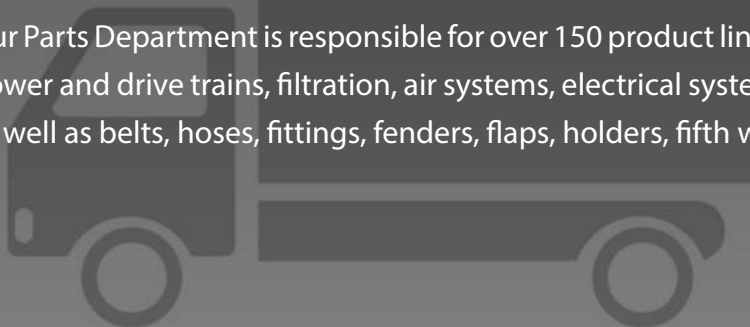 ur Parts Department is responsible for over 150 product lin
ower and drive trains, filtration, air systems, electrical syste
well as belts, hoses, fittings, fenders, flaps, holders, fifth w